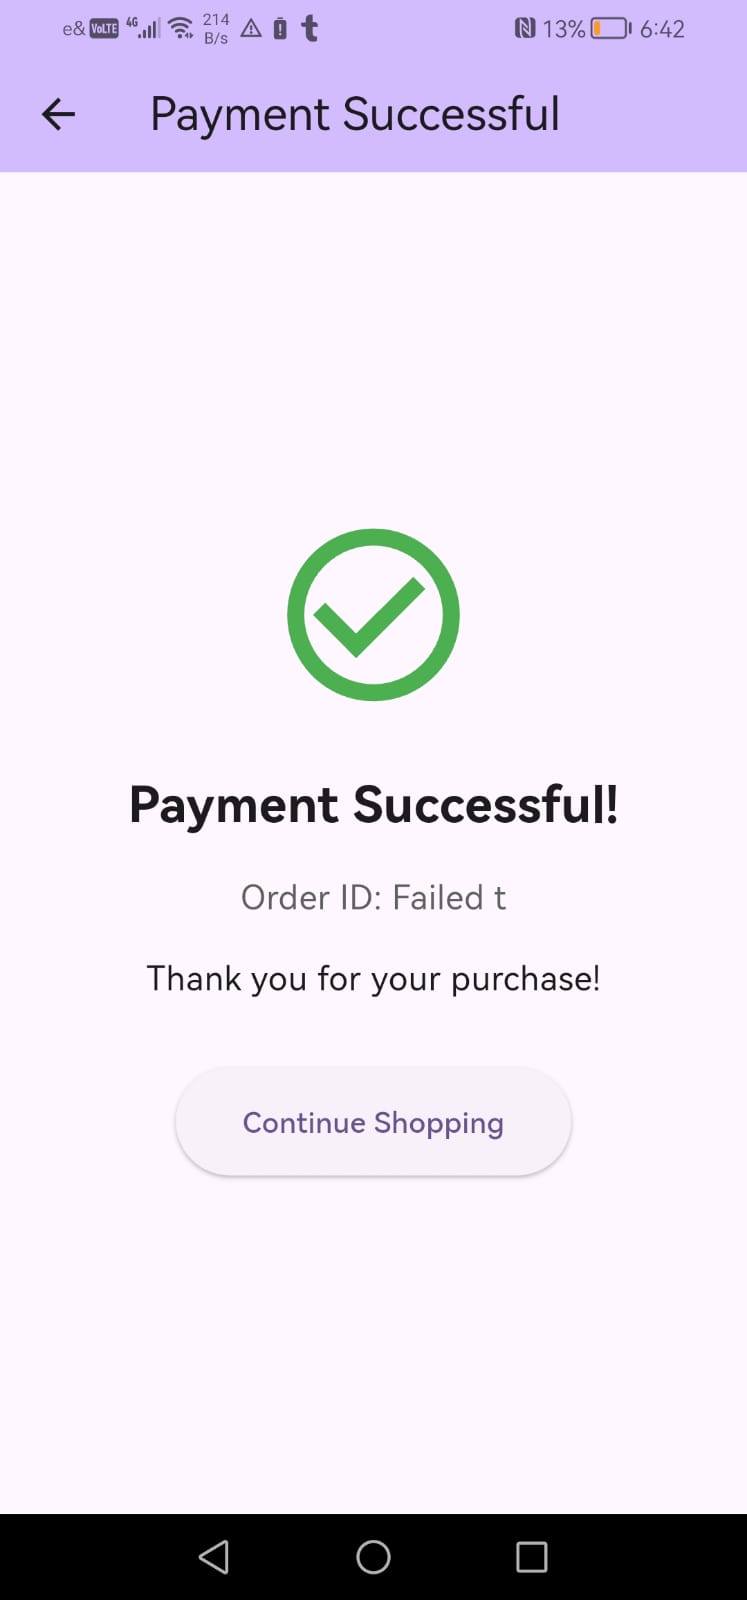 e& VoLTE 4G 214 B/s t 13% 6:42
Payment Successful
Payment Successful!
Order ID: Failed t
Thank you for your purchase!
Continue Shopping